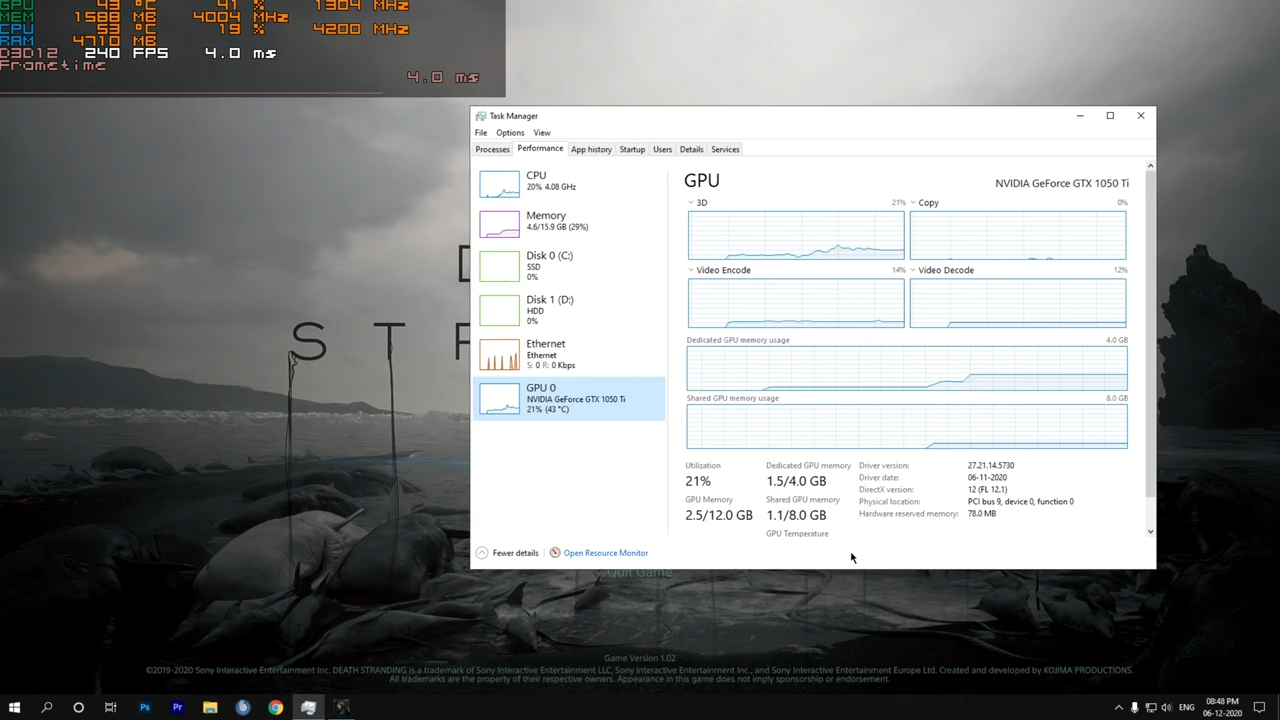 GPU 43 °C 41 % 1304 MHz
MEM 1588 MB 4004 MHz
CPU 53 °C 19 % 4200 MHz
RAM 4710 MB
D3D12 240 FPS 4.0 ms
Frametime
4.0 ms
Task Manager
File Options View
Processes Performance App history Startup Users Details Services
CPU
20% 4.08 GHz
Memory
4.6/15.9 GB (29%)
Disk 0 (C:)
SSD
0%
Disk 1 (D:)
HDD
0%
Ethernet
Ethernet
S: 0 R: 0 Kbps
GPU 0
NVIDIA GeForce GTX 1050 Ti
21% (43 °C)
GPU NVIDIA GeForce GTX 1050 Ti
3D 21% Copy 0%
Video Encode 14% Video Decode 12%
Dedicated GPU memory usage 4.0 GB
Shared GPU memory usage 8.0 GB
Utilization
21%
Dedicated GPU memory
1.5/4.0 GB
GPU Memory
2.5/12.0 GB
Shared GPU memory
1.1/8.0 GB
GPU Temperature
Driver version: 27.21.14.5730
Driver date: 06-11-2020
DirectX version: 12 (FL 12.1)
Physical location: PCI bus 9, device 0, function 0
Hardware reserved memory: 78.0 MB
Fewer details Open Resource Monitor
D
S T R
Quit Game
Game Version 1.02
©2019-2020 Sony Interactive Entertainment Inc. DEATH STRANDING is a trademark of Sony Interactive Entertainment LLC, Sony Interactive Entertainment Inc., and Sony Interactive Entertainment Europe Ltd. Created and developed by KOJIMA PRODUCTIONS.
All trademarks are the property of their respective owners. Appearance in this game does not imply sponsorship or endorsement.
Ps Pr
ENG
08:48 PM
06-12-2020